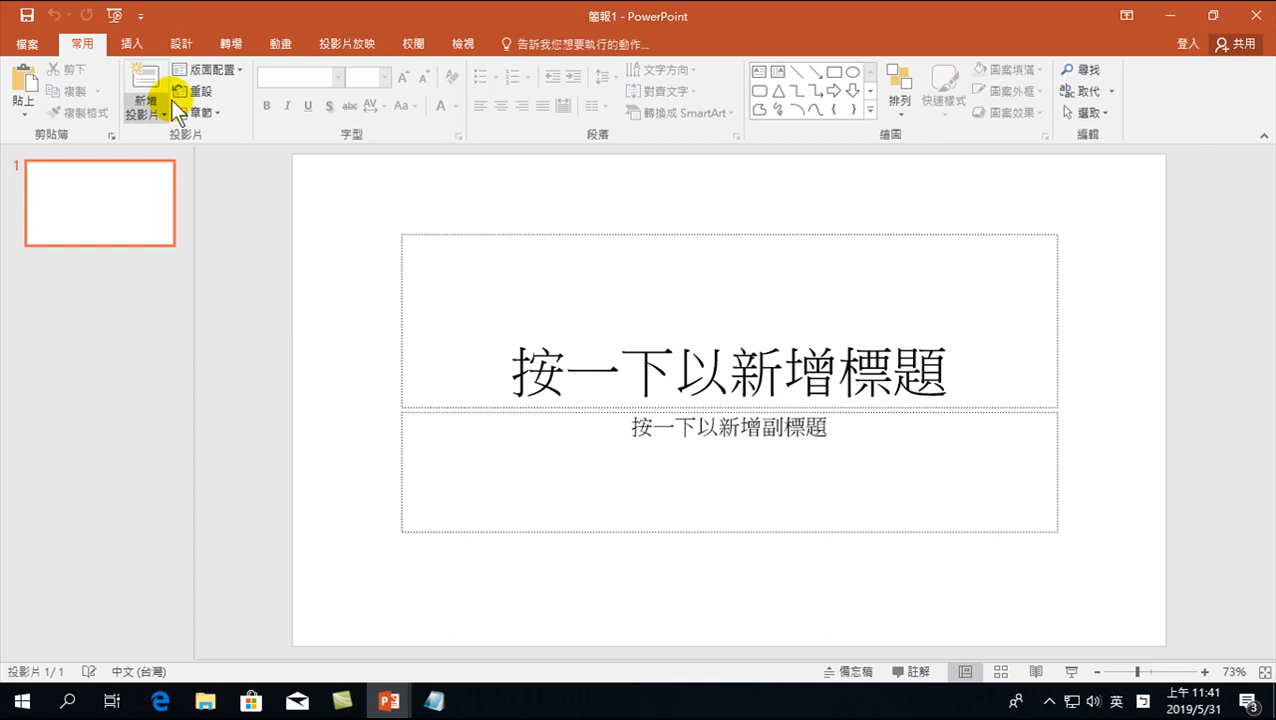 簡報1 - PowerPoint
檔案 常用 插入 設計 轉場 動畫 投影片放映 校閱 檢視 告訴我您想要執行的動作... 登入 共用
貼上
剪下
複製
複製格式
剪貼簿
新增
投影片
版面配置
重設
章節
投影片
B I U S abc AV Aa A
字型
文字方向
對齊文字
轉換成 SmartArt
段落
排列
快速樣式
圖案填滿
圖案外框
圖案效果
繪圖
尋找
取代
選取
編輯
1
按一下以新增標題
按一下以新增副標題
投影片 1/1 中文 (台灣) 備忘稿 註解 73%
英 上午 11:41
2019/5/31
3